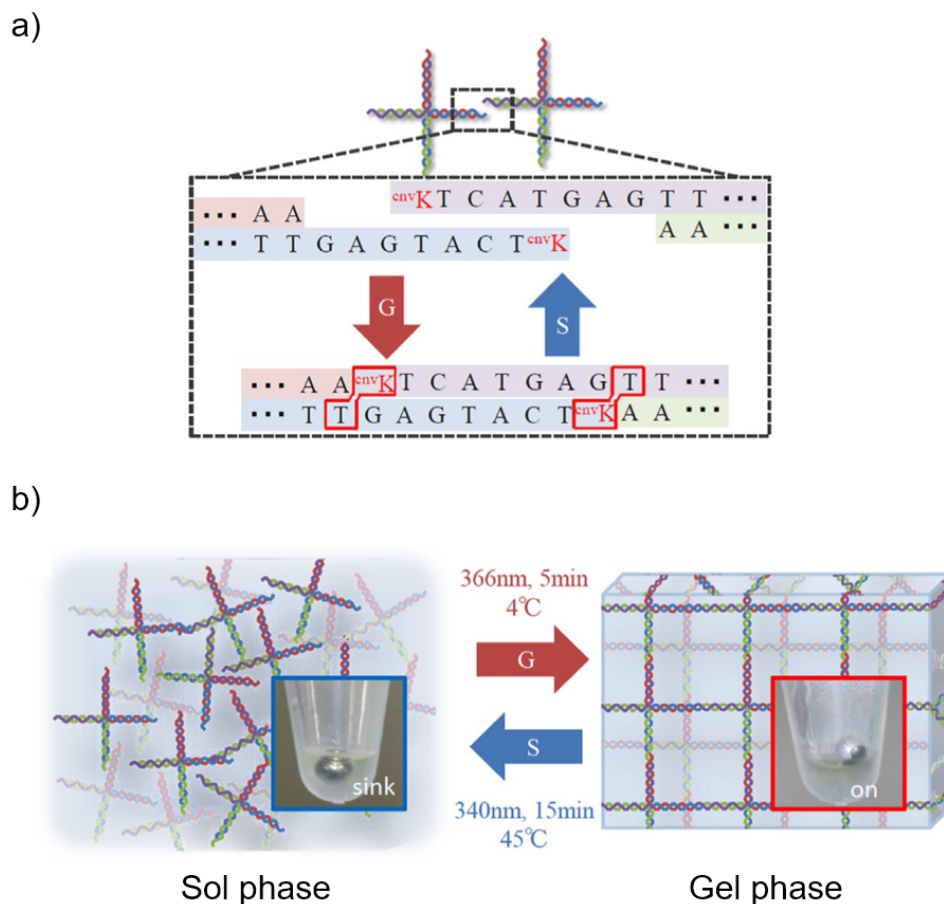 a)
cnvK T C A T G A G T T ···
··· A A
A A ···
··· T T G A G T A C T cnvK
G
S
··· A A cnvK T C A T G A G T T ···
··· T T G A G T A C T cnvK A A ···
b)
366nm, 5min
4℃
G
S
340nm, 15min
45℃
sink
on
Sol phase
Gel phase